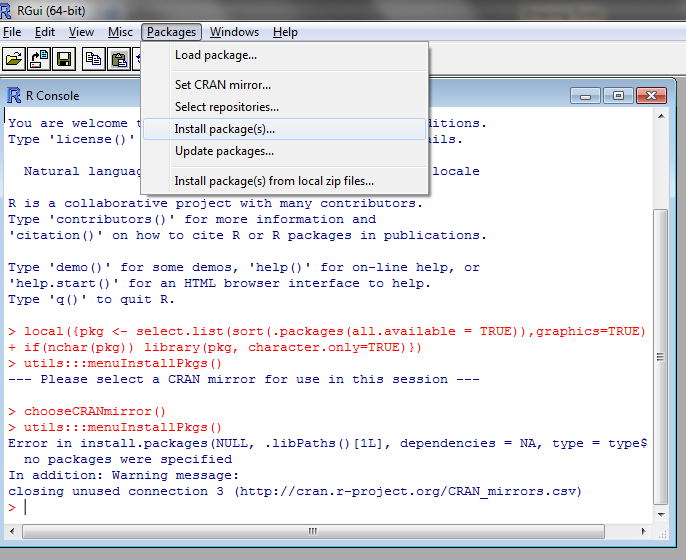 RGui (64-bit)
File Edit View Misc Packages Windows Help
Load package...
Set CRAN mirror...
Select repositories...
Install package(s)...
Update packages...
Install package(s) from local zip files...
R Console
You are welcome t ditions.
Type 'license()' ails.
Natural languag locale
R is a collaborative project with many contributors.
Type 'contributors()' for more information and
'citation()' on how to cite R or R packages in publications.
Type 'demo()' for some demos, 'help()' for on-line help, or
'help.start()' for an HTML browser interface to help.
Type 'q()' to quit R.
> local({pkg <- select.list(sort(.packages(all.available = TRUE)),graphics=TRUE)
+ if(nchar(pkg)) library(pkg, character.only=TRUE)})
> utils:::menuInstallPkgs()
--- Please select a CRAN mirror for use in this session ---
> chooseCRANmirror()
> utils:::menuInstallPkgs()
Error in install.packages(NULL, .libPaths()[1L], dependencies = NA, type = type$
no packages were specified
In addition: Warning message:
closing unused connection 3 (http://cran.r-project.org/CRAN_mirrors.csv)
>